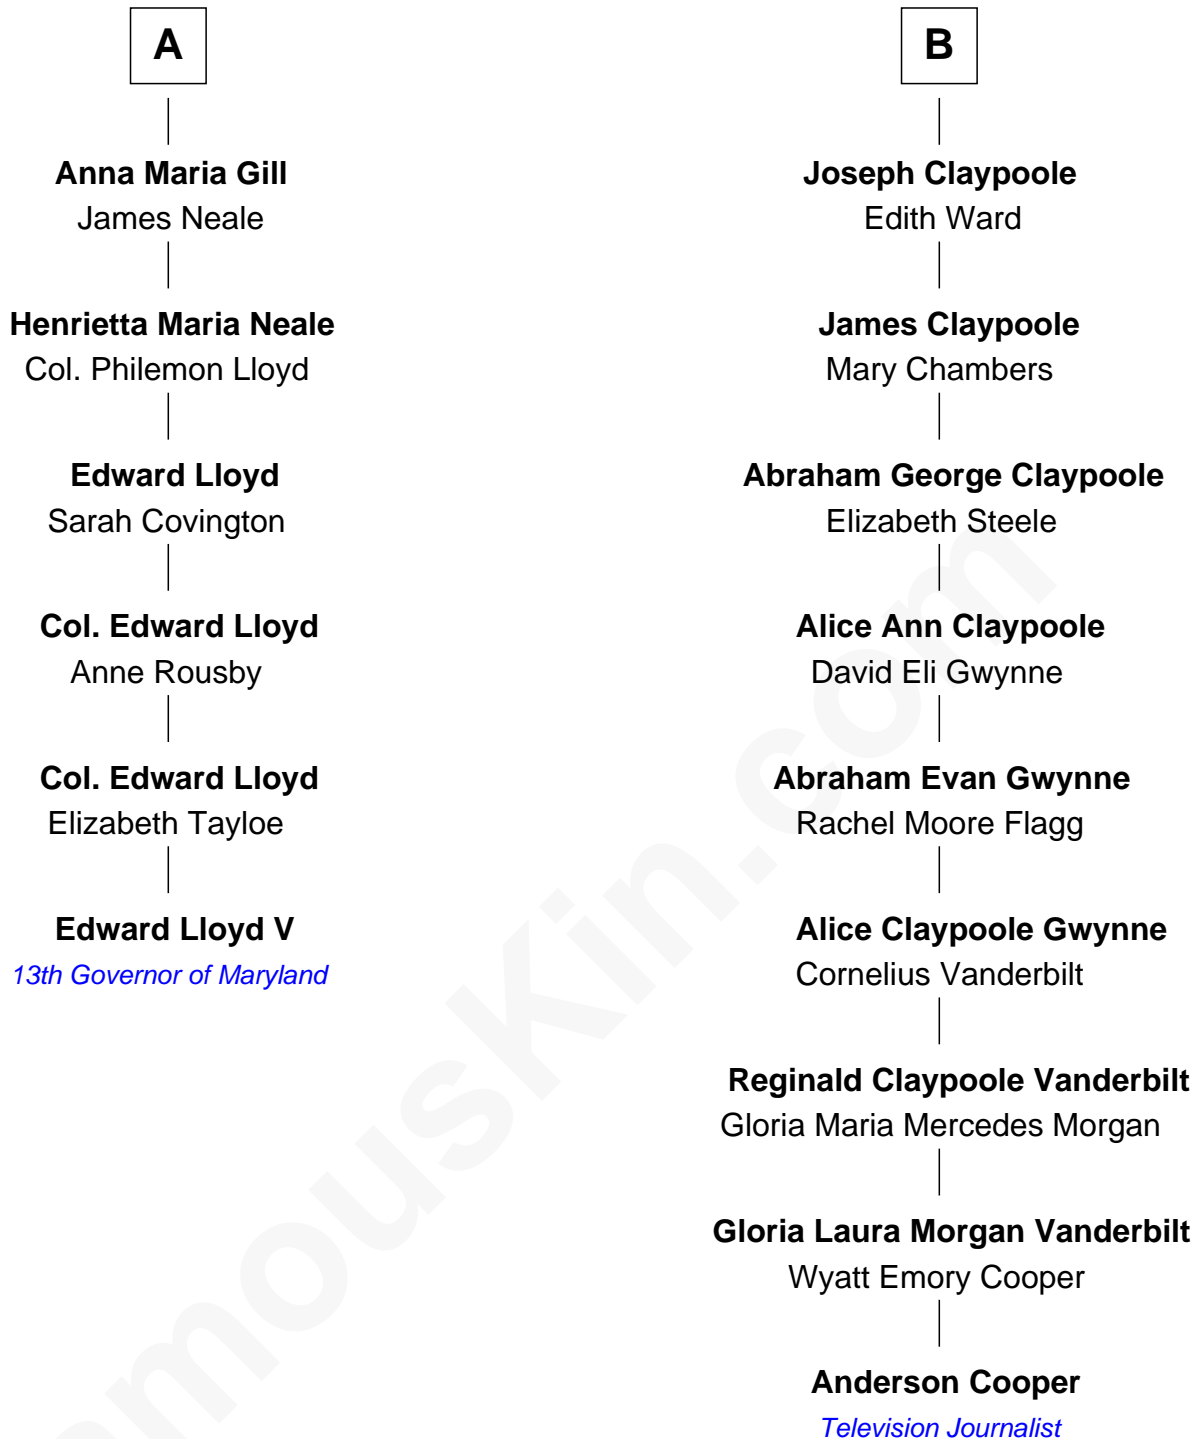 A
Anna Maria Gill
James Neale
Henrietta Maria Neale
Col. Philemon Lloyd
Edward Lloyd
Sarah Covington
Col. Edward Lloyd
Anne Rousby
Col. Edward Lloyd
Elizabeth Tayloe
Edward Lloyd V
13th Governor of Maryland
B
Joseph Claypoole
Edith Ward
James Claypoole
Mary Chambers
Abraham George Claypoole
Elizabeth Steele
Alice Ann Claypoole
David Eli Gwynne
Abraham Evan Gwynne
Rachel Moore Flagg
Alice Claypoole Gwynne
Cornelius Vanderbilt
Reginald Claypoole Vanderbilt
Gloria Maria Mercedes Morgan
Gloria Laura Morgan Vanderbilt
Wyatt Emory Cooper
Anderson Cooper
Television Journalist
amousKin.com